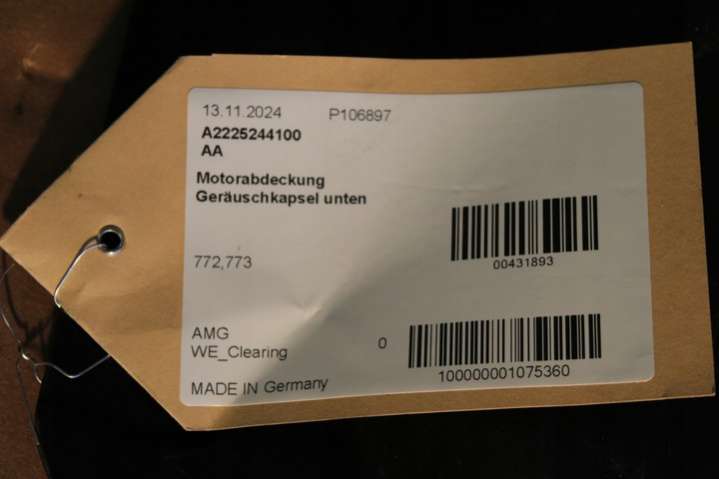 13.11.2024 P106897
A2225244100
AA
Motorabdeckung
Geräuschkapsel unten
00431893
772,773
AMG 0
WE_Clearing
100000001075360
MADE IN Germany